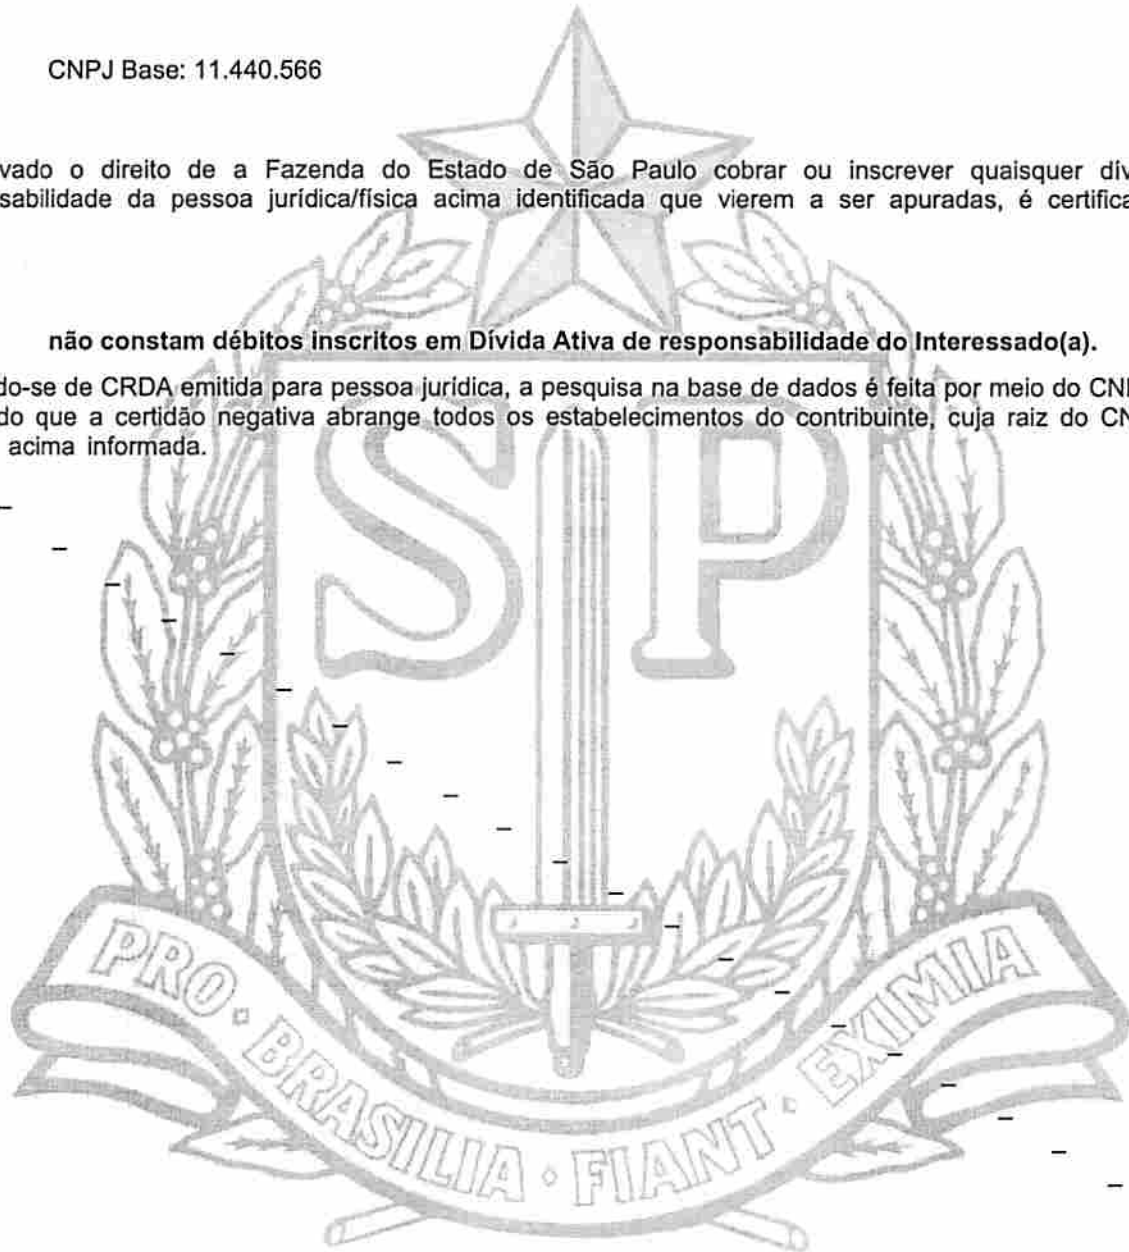 CNPJ Base: 11.440.566
vado o direito de a Fazenda do Estado de São Paulo cobrar ou inscrever quaisquer dív
sabilidade da pessoa jurídica/física acima identificada que vierem a ser apuradas, é certifica
não constam débitos inscritos em Dívida Ativa de responsabilidade do Interessado(a).
do-se de CRDA emitida para pessoa jurídica, a pesquisa na base de dados é feita por meio do CN
do que a certidão negativa abrange todos os estabelecimentos do contribuinte, cuja raiz do CN
acima informada.
SP
PRO · BRASILIA · FIANT · EXIMIA